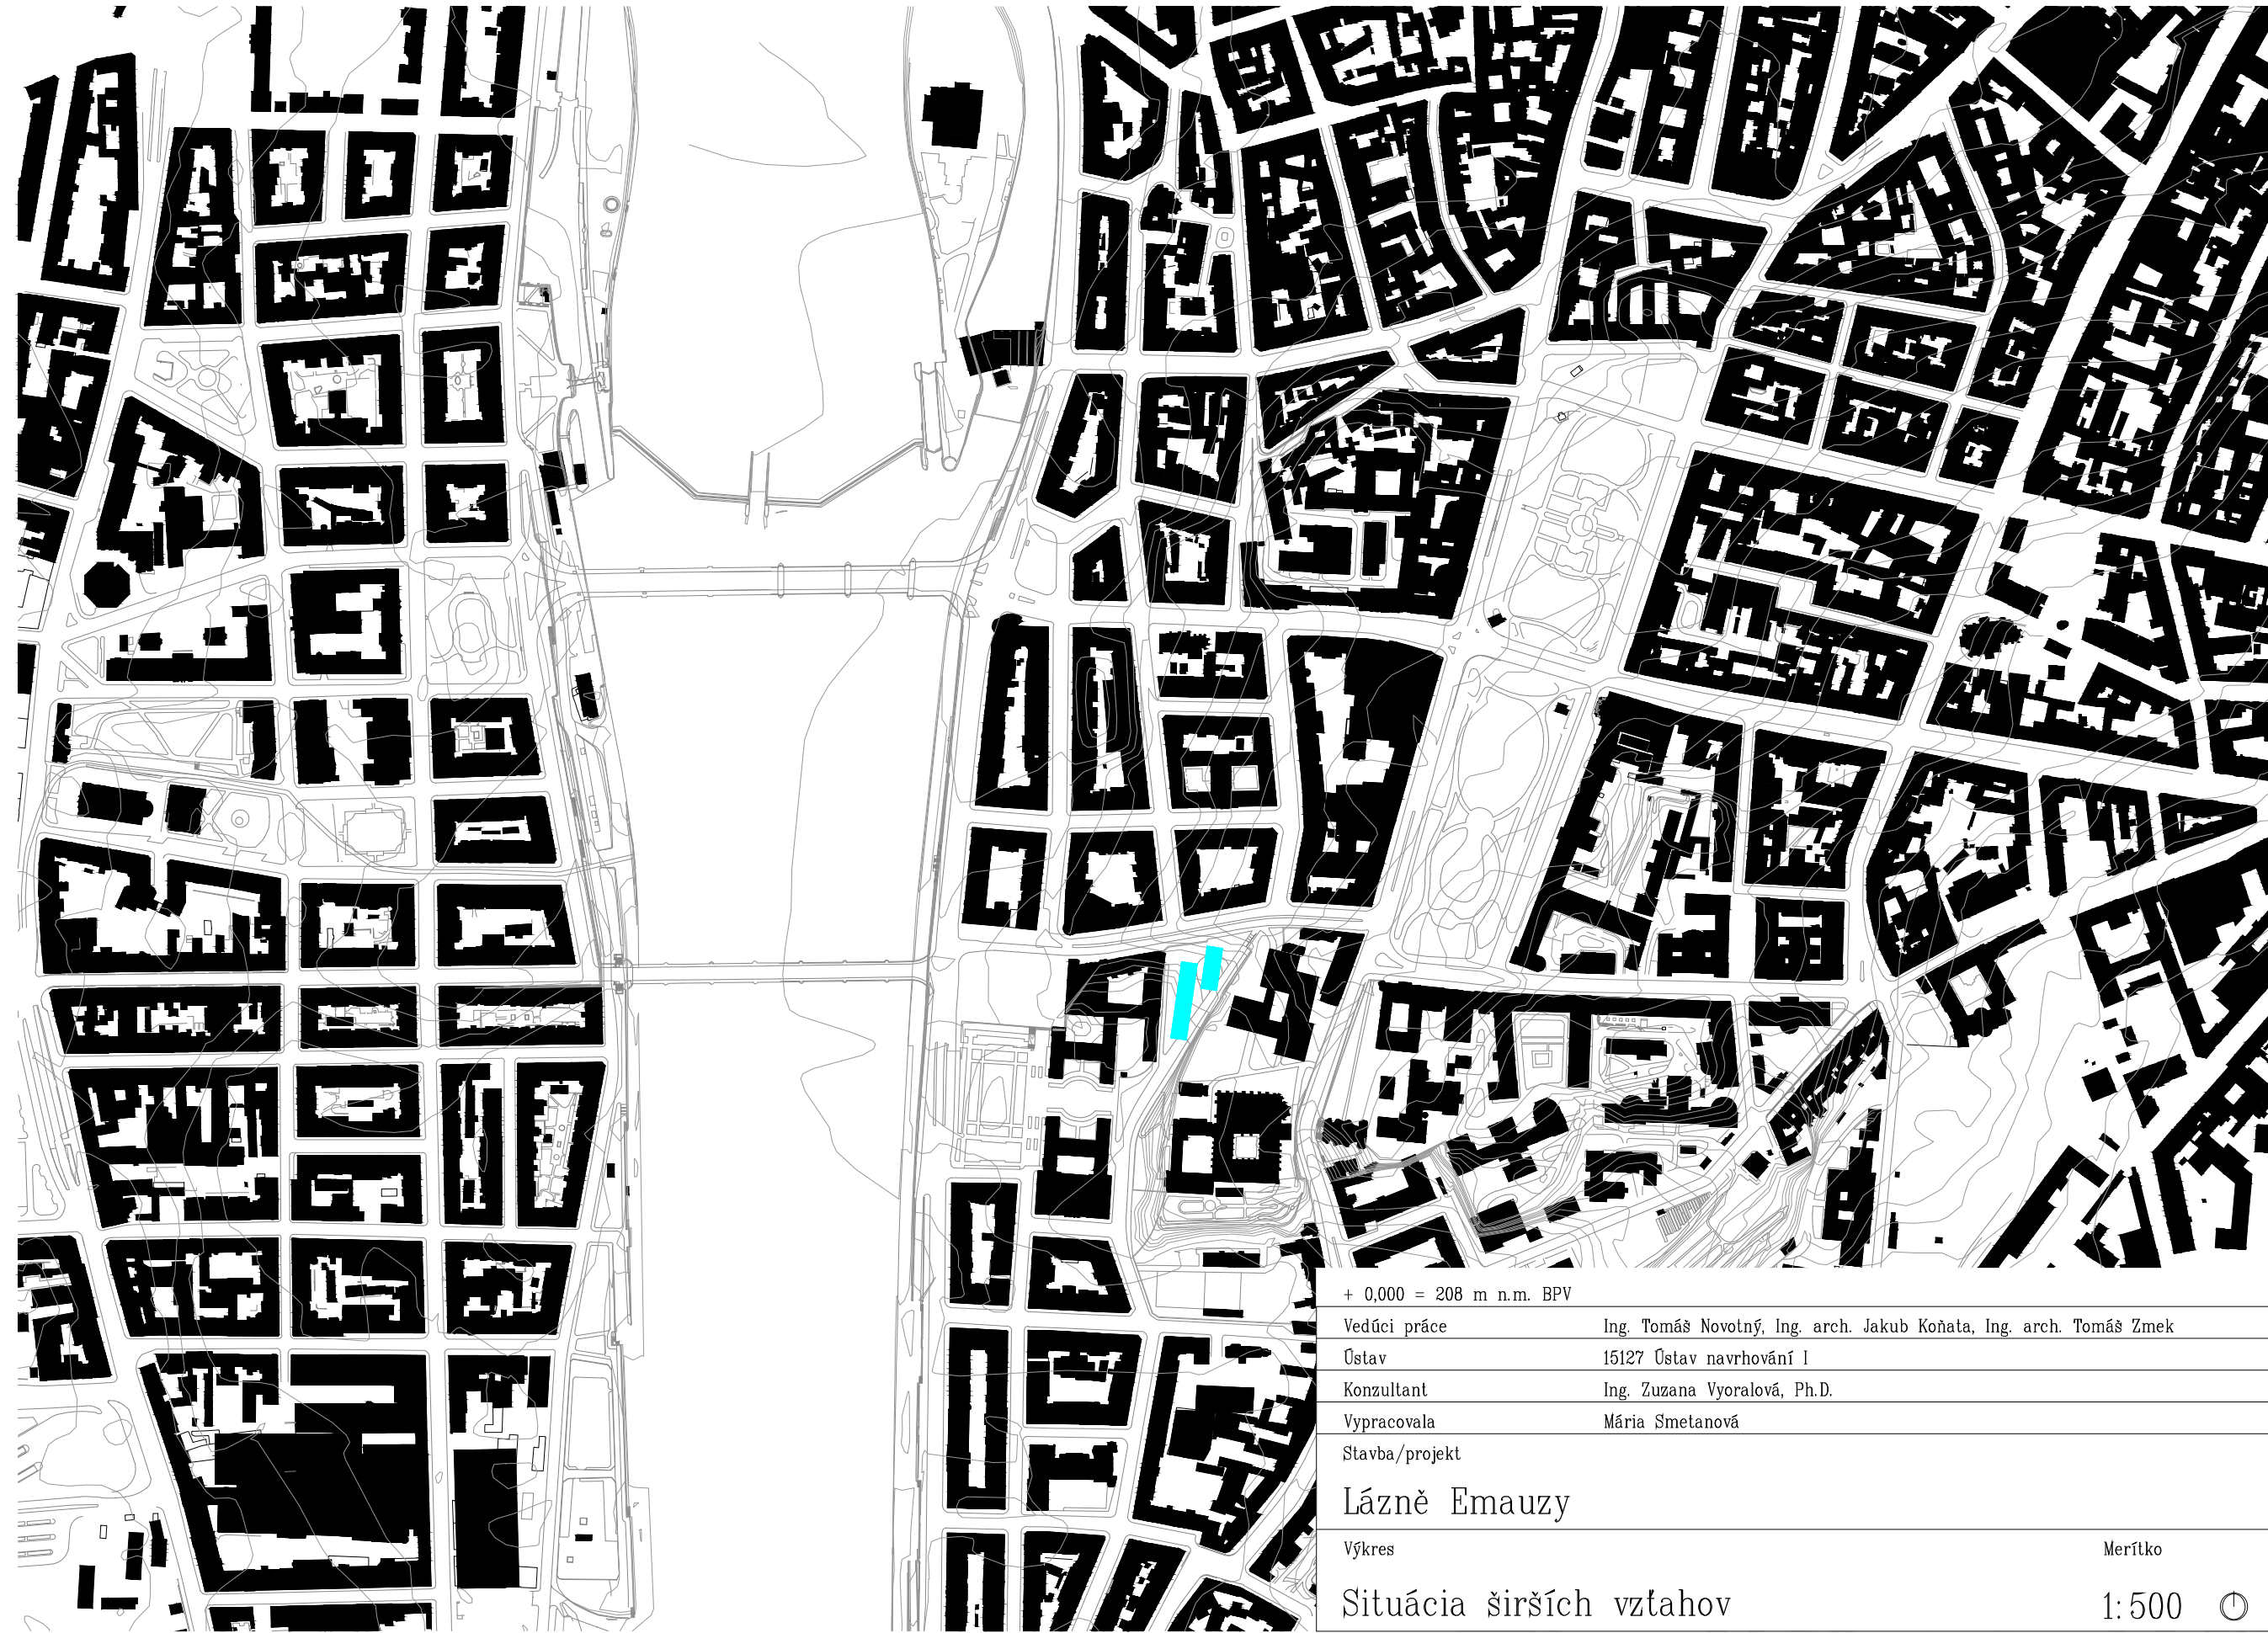 + 0,000 = 208 m n.m. BPV
Vedúci práce Ing. Tomáš Novotný, Ing. arch. Jakub Koňata, Ing. arch. Tomáš Zmek
Ústav 15127 Ústav navrhování I
Konzultant Ing. Zuzana Vyoralová, Ph.D.
Vypracovala Mária Smetanová
Stavba/projekt
Lázně Emauzy
Výkres Merítko
Situácia širších vzťahov 1:500